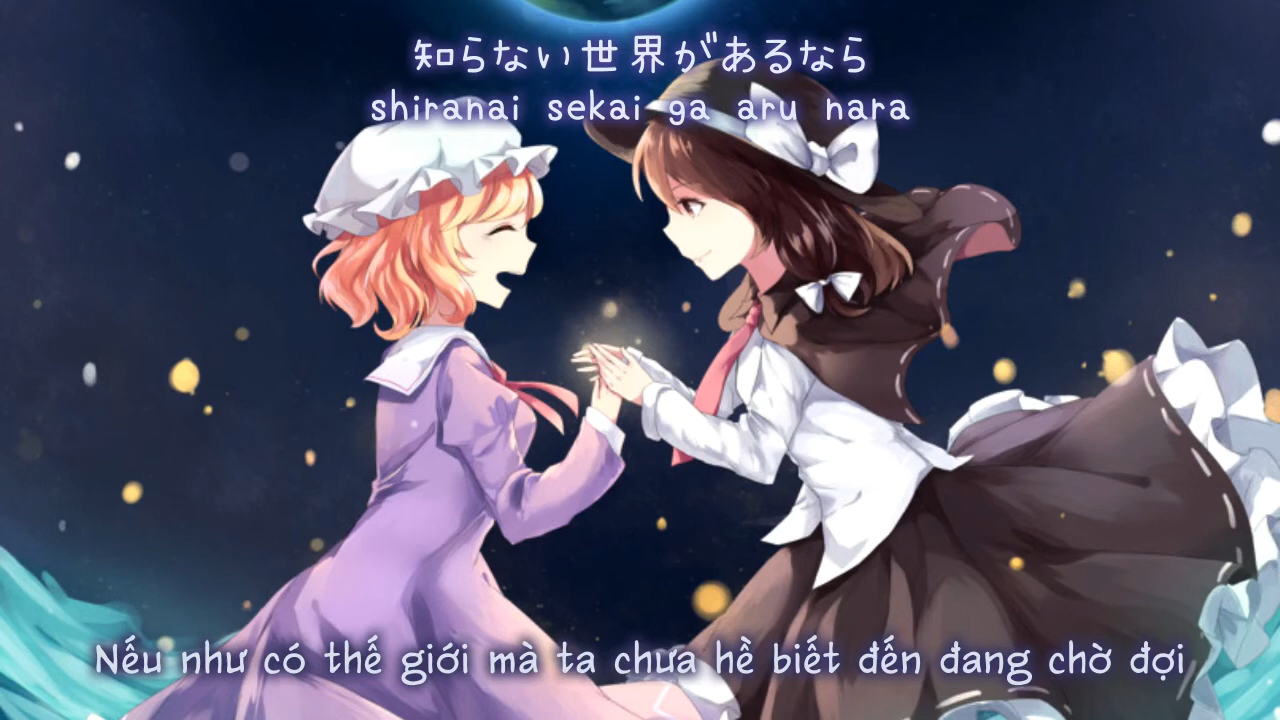 知らない世界があるなら
shiranai sekai ga aru nara
Nếu như có thế giới mà ta chưa hề biết đến đang chờ đợi